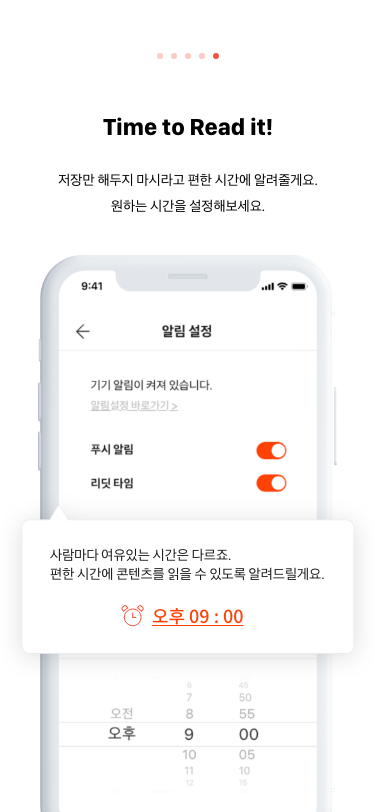 Time to Read it!
저장만 해두지 마시라고 편한 시간에 알려줄게요.
원하는 시간을 설정해보세요.
9:41
알림 설정
기기 알림이 켜져 있습니다.
알림설정 바로가기 >
푸시 알림
리딧 타임
사람마다 여유있는 시간은 다르죠.
편한 시간에 콘텐츠를 읽을 수 있도록 알려드릴게요.
오후 09 : 00
6 45
7 50
오전 8 55
오후 9 00
10 05
11 10
12 15